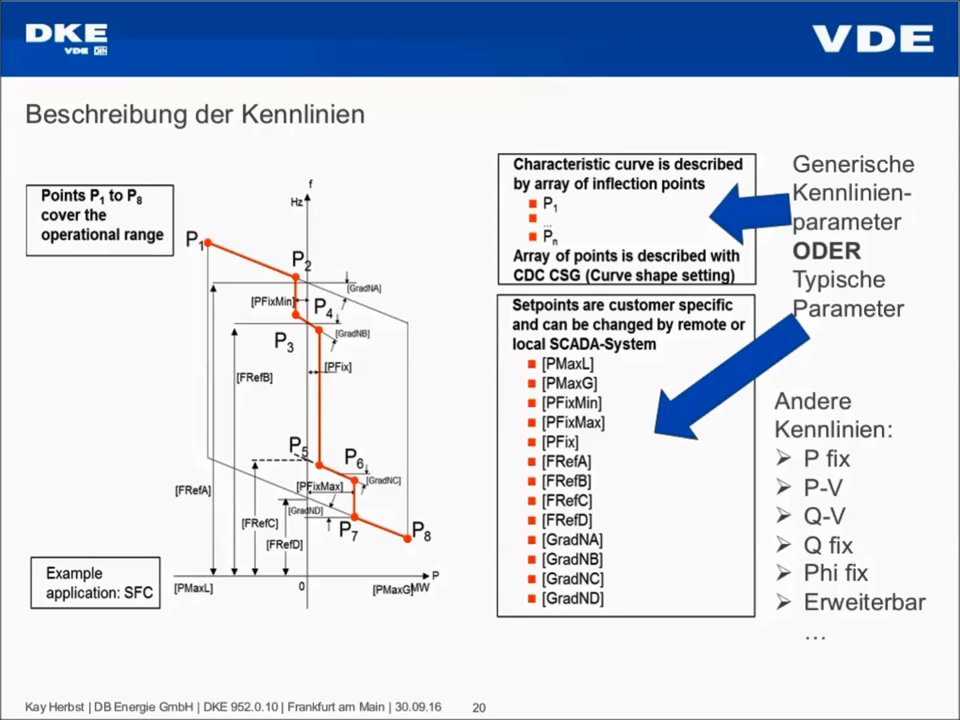 DKE
VDE DIN
VDE
Beschreibung der Kennlinien
Points P1 to P8
cover the
operational range
f
Hz
P1
P2
[GradNA]
[PFixMin]
P4
[GradNB]
P3
[PFix]
[FRefB]
P5
P6
[GradNC]
[PFixMax]
[FRefA]
[GradND]
[FRefC]
P7
P8
[FRefD]
Example
application: SFC
[PMaxL]
0
[PMaxG]
P
MW
Characteristic curve is described
by array of inflection points
P1
...
Pn
Array of points is described with
CDC CSG (Curve shape setting)
Setpoints are customer specific
and can be changed by remote or
local SCADA-System
[PMaxL]
[PMaxG]
[PFixMin]
[PFixMax]
[PFix]
[FRefA]
[FRefB]
[FRefC]
[FRefD]
[GradNA]
[GradNB]
[GradNC]
[GradND]
Generische
Kennlinien-
parameter
ODER
Typische
Parameter
Andere
Kennlinien:
➢ P fix
➢ P-V
➢ Q-V
➢ Q fix
➢ Phi fix
➢ Erweiterbar
…
Kay Herbst | DB Energie GmbH | DKE 952.0.10 | Frankfurt am Main | 30.09.16
20